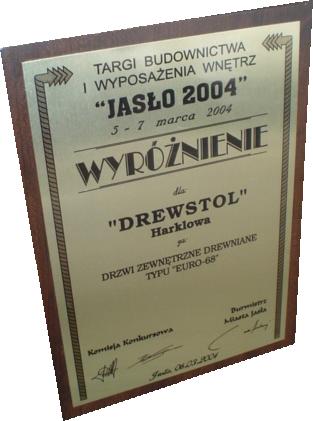 TARGI BUDOWNICTWA
I WYPOSAŻENIA WNĘTRZ
"JASŁO 2004"
5 - 7 marca 2004
WYRÓŻNIENIE
dla
"DREWSTOL"
Harklowa
za
DRZWI ZEWNĘTRZNE DREWNIANE
TYPU "EURO-68"
Komisja Konkursowa
Burmistrz
Miasta Jasła
Jasło, 06.03.2004